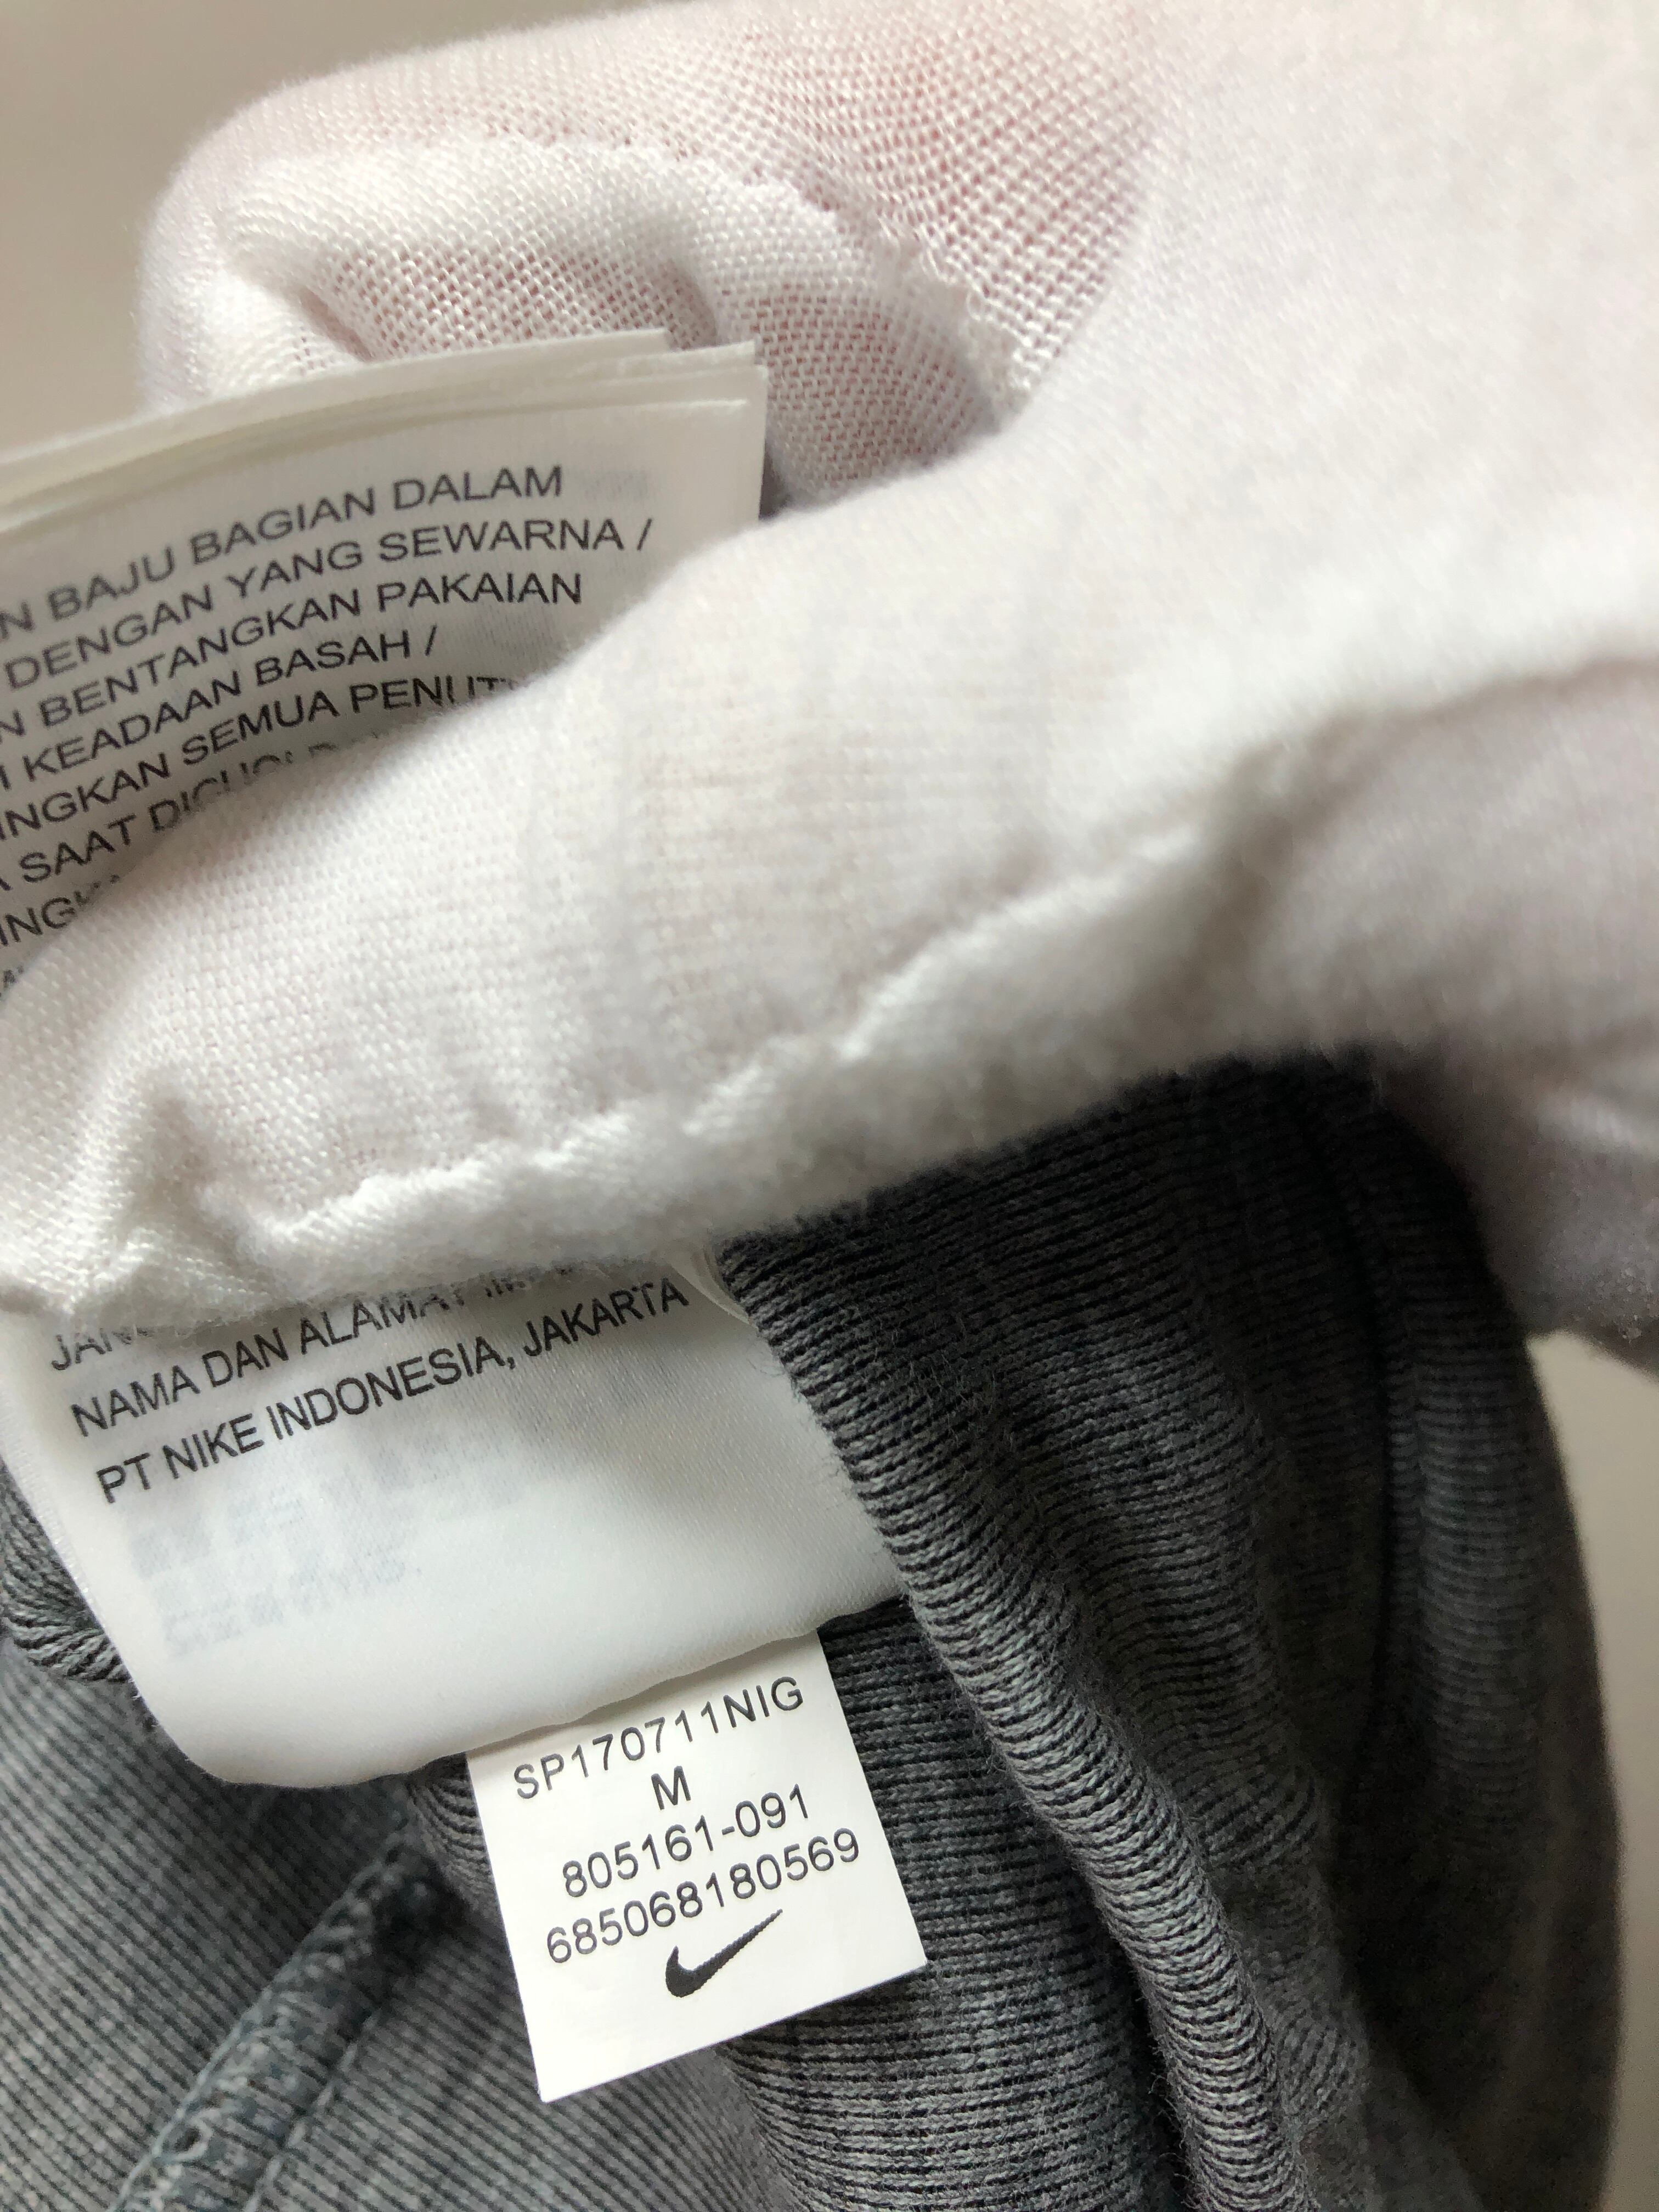 BAJU BAGIAN DALAM
DENGAN YANG SEWARNA /
BENTANGKAN PAKAIAN
KEADAAN BASAH /
SEMUA
SAAT
NAMA DAN ALAMAT
PT NIKE INDONESIA, JAKARTA
SP170711NIG
M
805161-091
685068180569